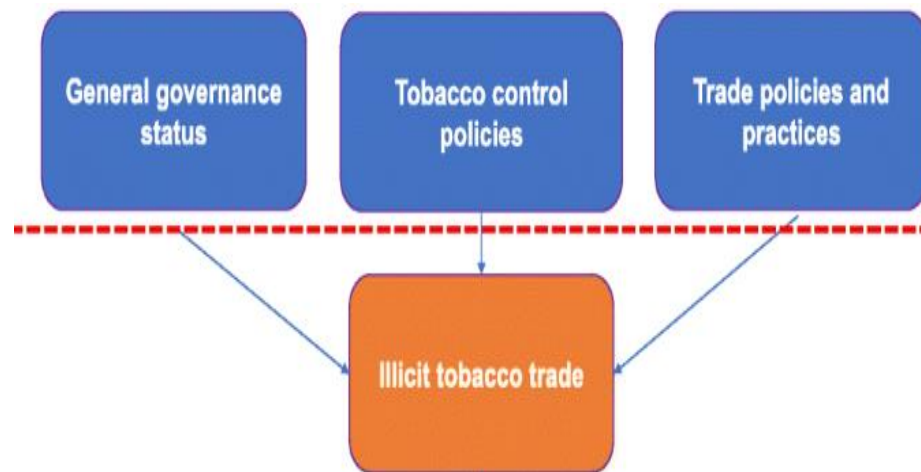 General governance
status
Tobacco control
policies
Trade policies and
practices
Illicit tobacco trade